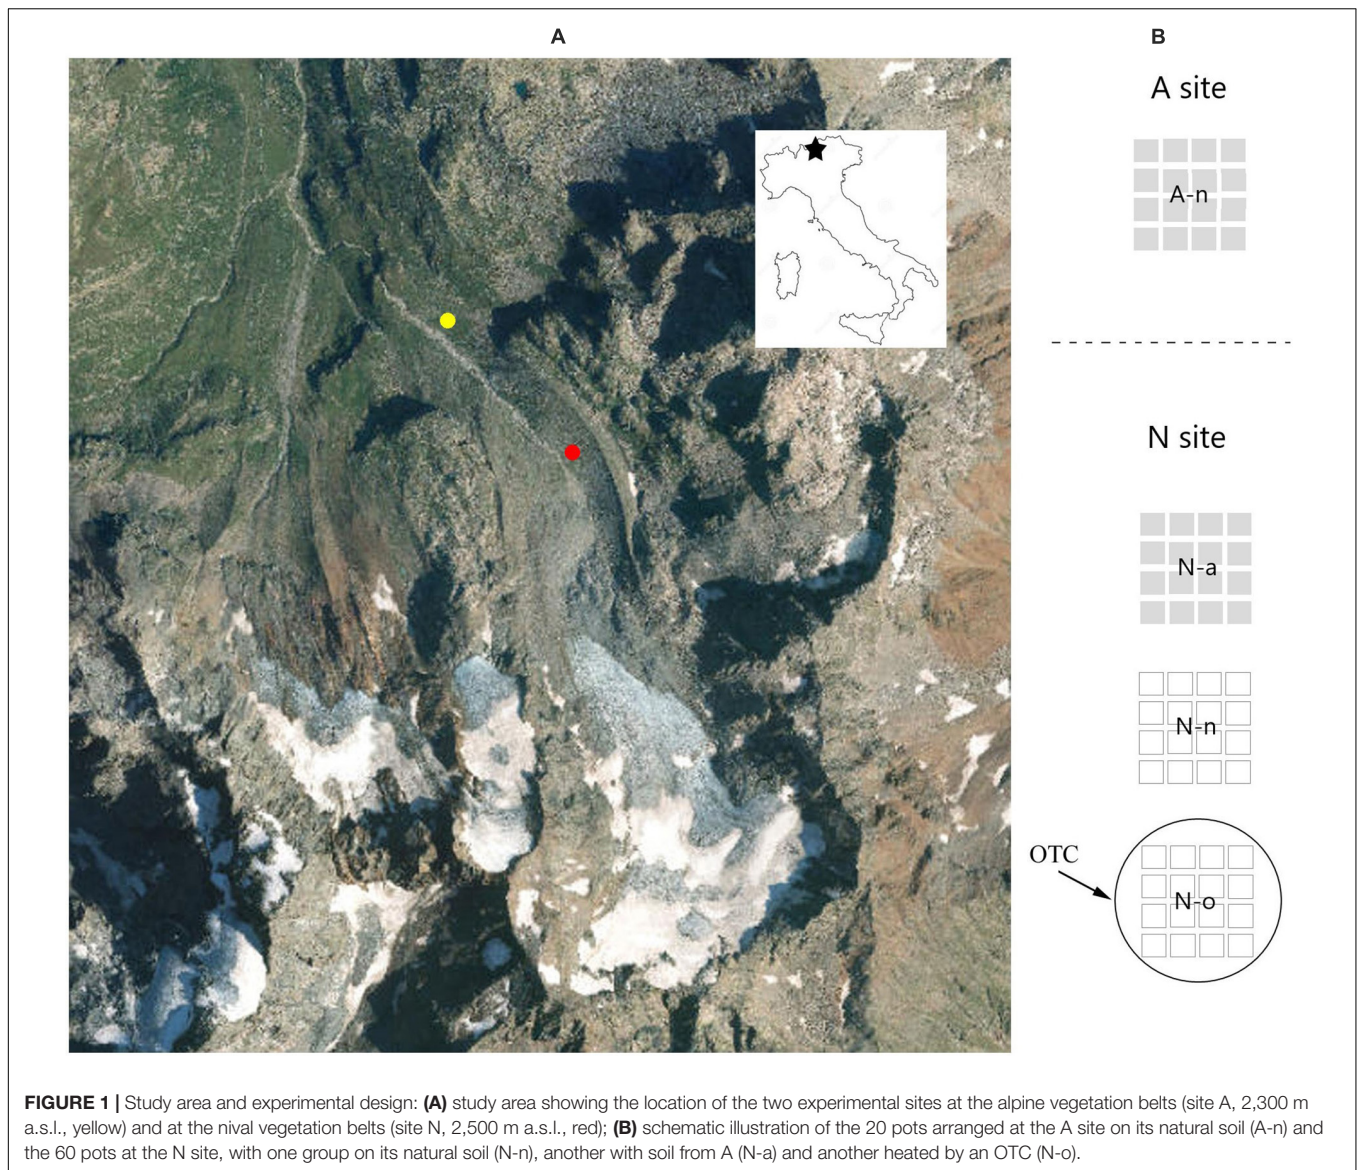 A
B
A site
A-n
N site
N-a
N-n
OTC
N-o
FIGURE 1 | Study area and experimental design: (A) study area showing the location of the two experimental sites at the alpine vegetation belts (site A, 2,300 m
a.s.l., yellow) and at the nival vegetation belts (site N, 2,500 m a.s.l., red); (B) schematic illustration of the 20 pots arranged at the A site on its natural soil (A-n) and
the 60 pots at the N site, with one group on its natural soil (N-n), another with soil from A (N-a) and another heated by an OTC (N-o).